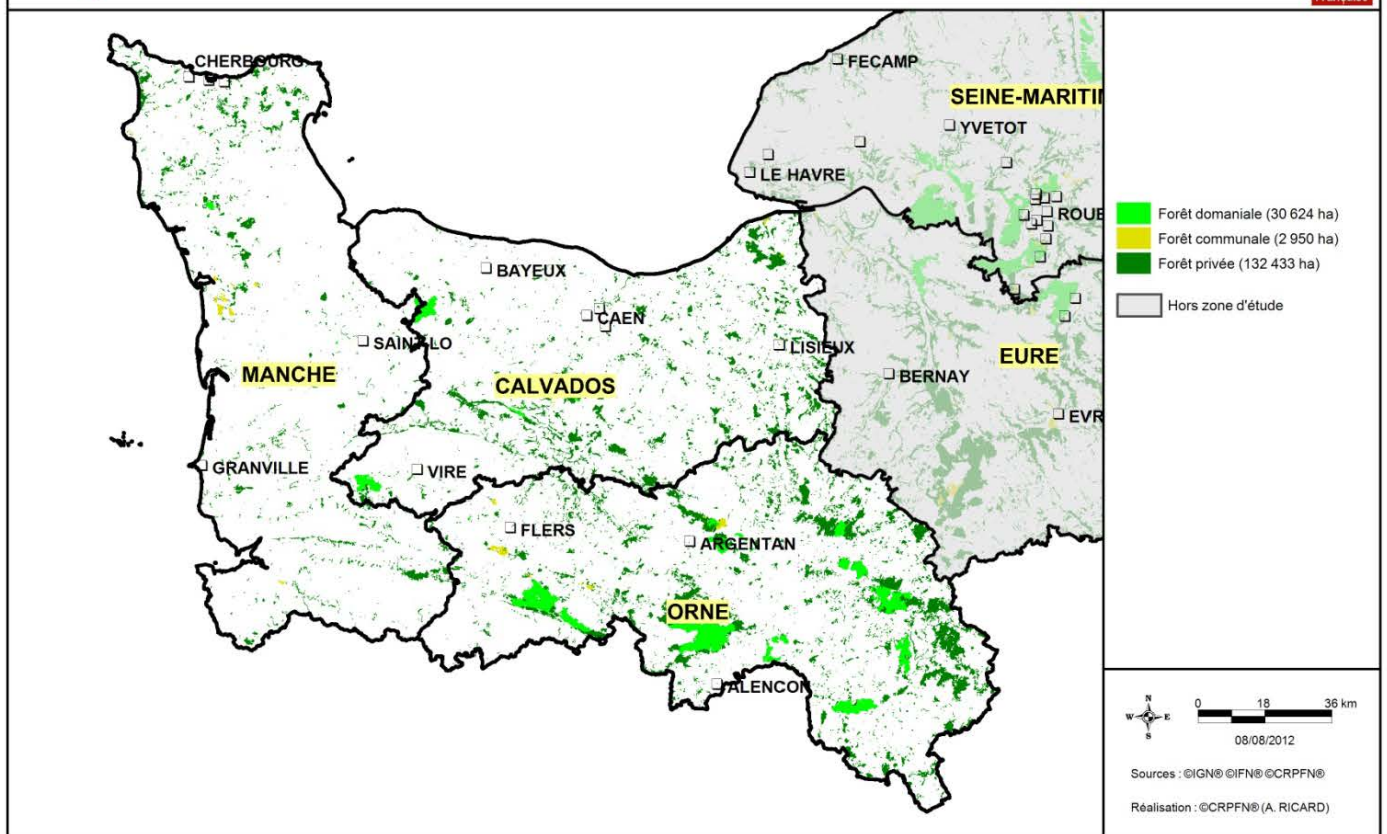 Française
CHERBOURG
FECAMP
SEINE-MARITI
YVETOT
LE HAVRE
ROUE
BAYEUX
CAEN
SAINT-LO
LISIEUX
MANCHE
CALVADOS
EURE
BERNAY
EVR
GRANVILLE
VIRE
FLERS
ARGENTAN
ORNE
ALENCON
Forêt domaniale (30 624 ha)
Forêt communale (2 950 ha)
Forêt privée (132 433 ha)
Hors zone d'étude
N
W E
S
0 18 36 km
08/08/2012
Sources : ©IGN® ©IFN® ©CRPFN®
Réalisation : ©CRPFN® (A. RICARD)